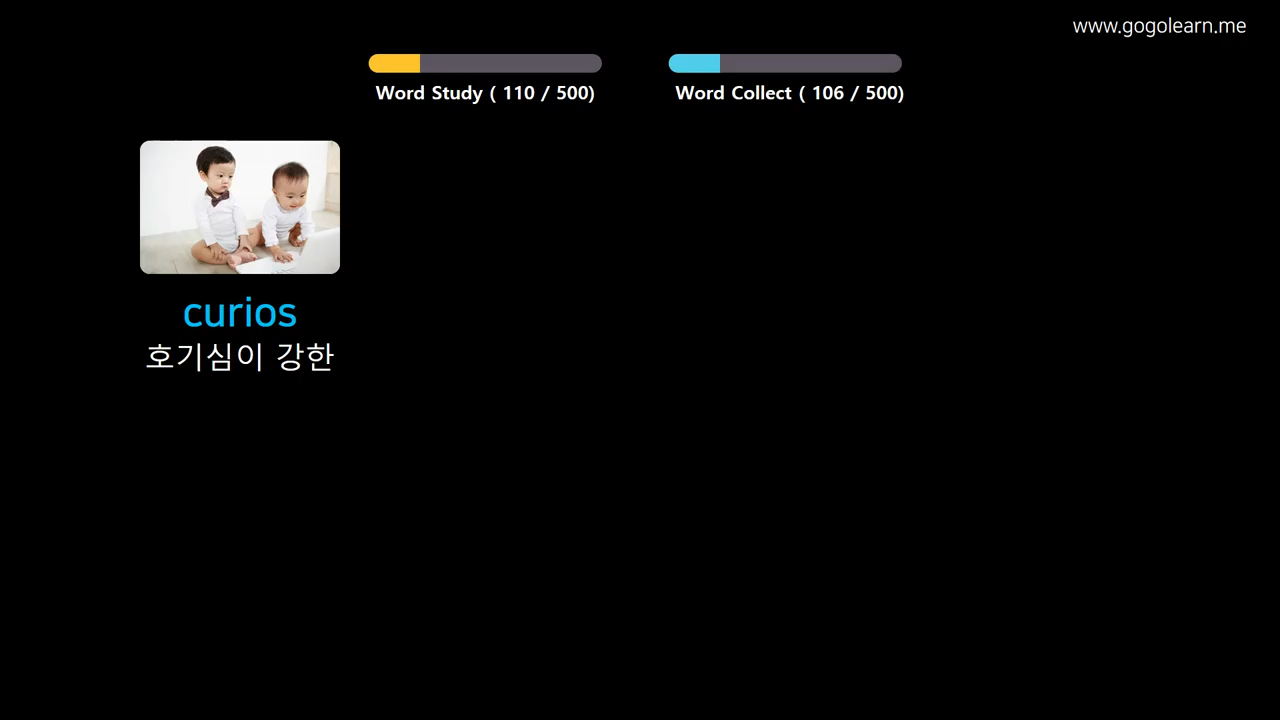 www.gogolearn.me
Word Study ( 110 / 500)
Word Collect ( 106 / 500)
curios
호기심이 강한